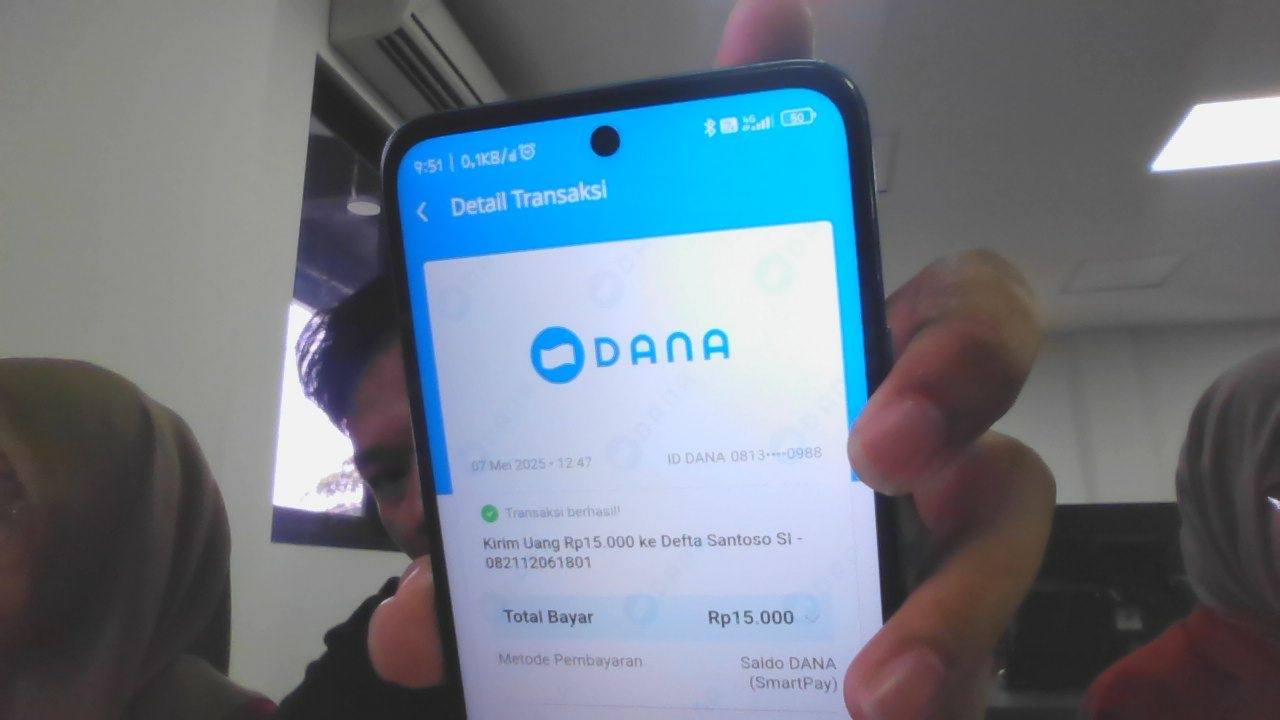 9:51 | 0,1KB/d
4G
50
Detail Transaksi
DANA
07 Mei 2025 • 12:47
ID DANA 0813••••0988
Transaksi berhasil!
Kirim Uang Rp15.000 ke Defta Santoso SI -
082112061801
Total Bayar Rp15.000
Metode Pembayaran
Saldo DANA
(SmartPay)